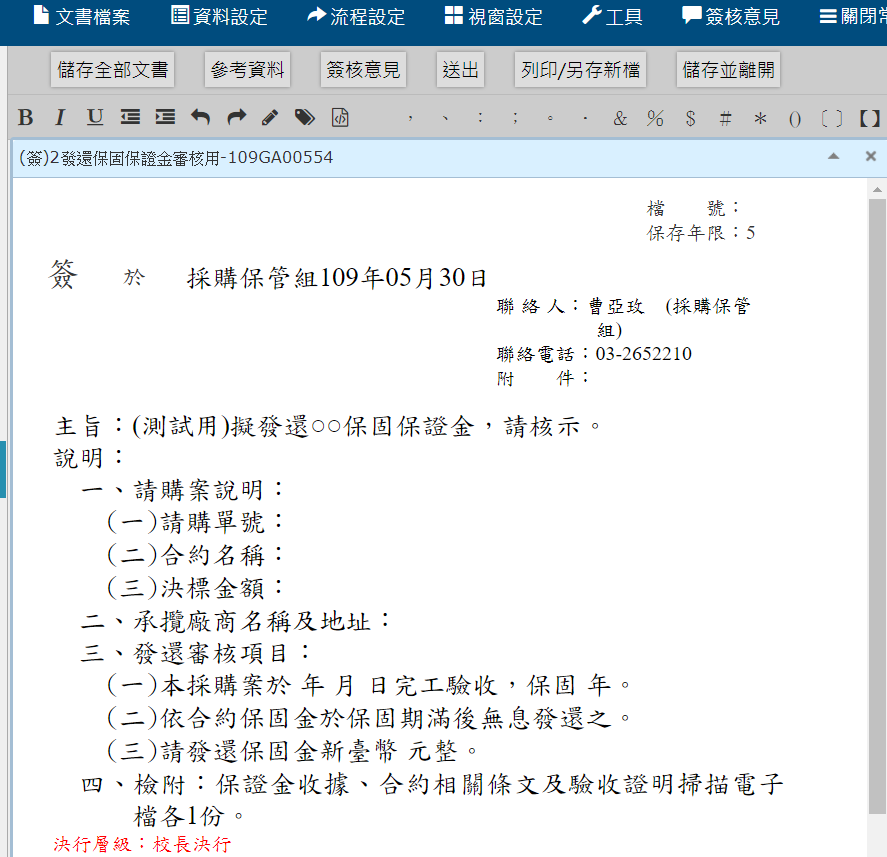 文書檔案 資料設定 流程設定 視窗設定 工具 簽核意見 關閉
儲存全部文書 參考資料 簽核意見 送出 列印/另存新檔 儲存並離開
B I U , 、 : ; 。 . & % $ # * () 〔〕 【】
(簽)2發還保固保證金審核用-109GA00554
檔 號：
保存年限：5
簽 於 採購保管組109年05月30日
聯 絡 人：曹亞玫 (採購保管
組)
聯絡電話：03-2652210
附 件：
主旨：(測試用)擬發還○○保固保證金，請核示。
說明：
一、請購案說明：
(一)請購單號：
(二)合約名稱：
(三)決標金額：
二、承攬廠商名稱及地址：
三、發還審核項目：
(一)本採購案於 年 月 日完工驗收，保固 年。
(二)依合約保固金於保固期滿後無息發還之。
(三)請發還保固金新臺幣 元整。
四、檢附：保證金收據、合約相關條文及驗收證明掃描電子
檔各1份。
決行層級：校長決行